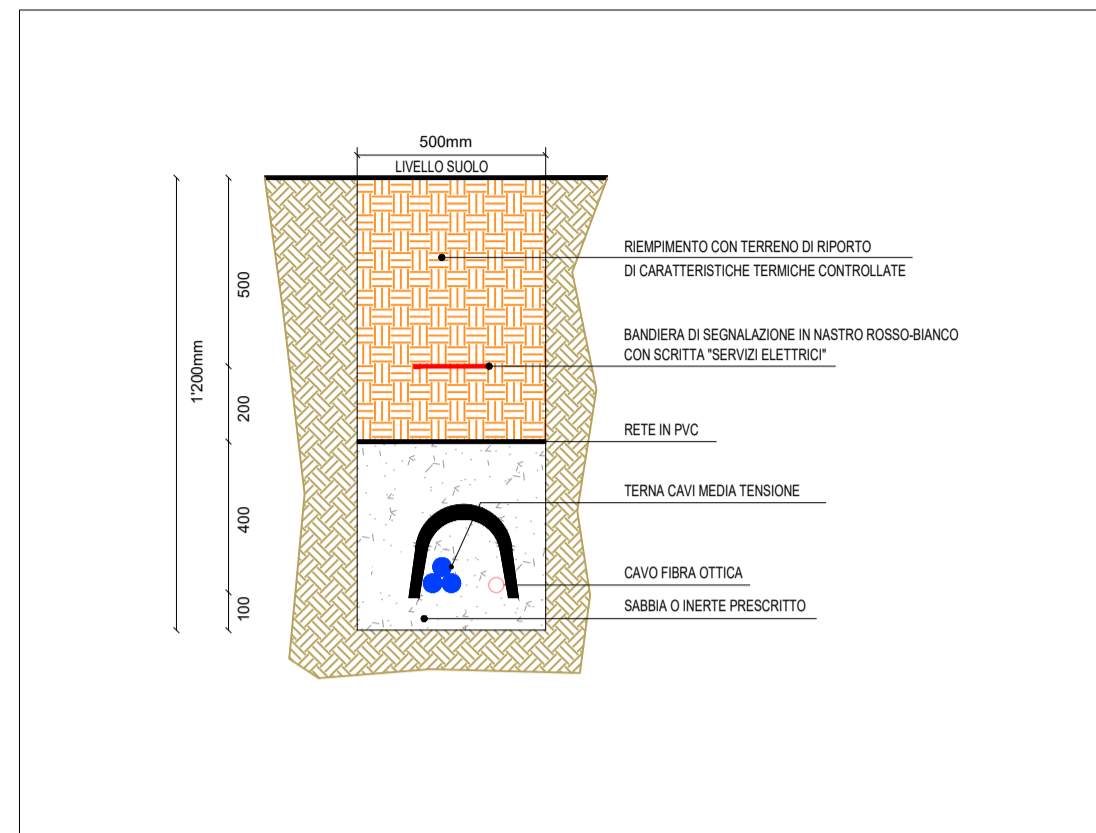 500mm
LIVELLO SUOLO
RIEMPIMENTO CON TERRENO DI RIPORTO
DI CARATTERISTICHE TERMICHE CONTROLLATE
500
BANDIERA DI SEGNALAZIONE IN NASTRO ROSSO-BIANCO
CON SCRITTA "SERVIZI ELETTRICI"
1'200mm
200
RETE IN PVC
TERNA CAVI MEDIA TENSIONE
400
CAVO FIBRA OTTICA
SABBIA O INERTE PRESCRITTO
100